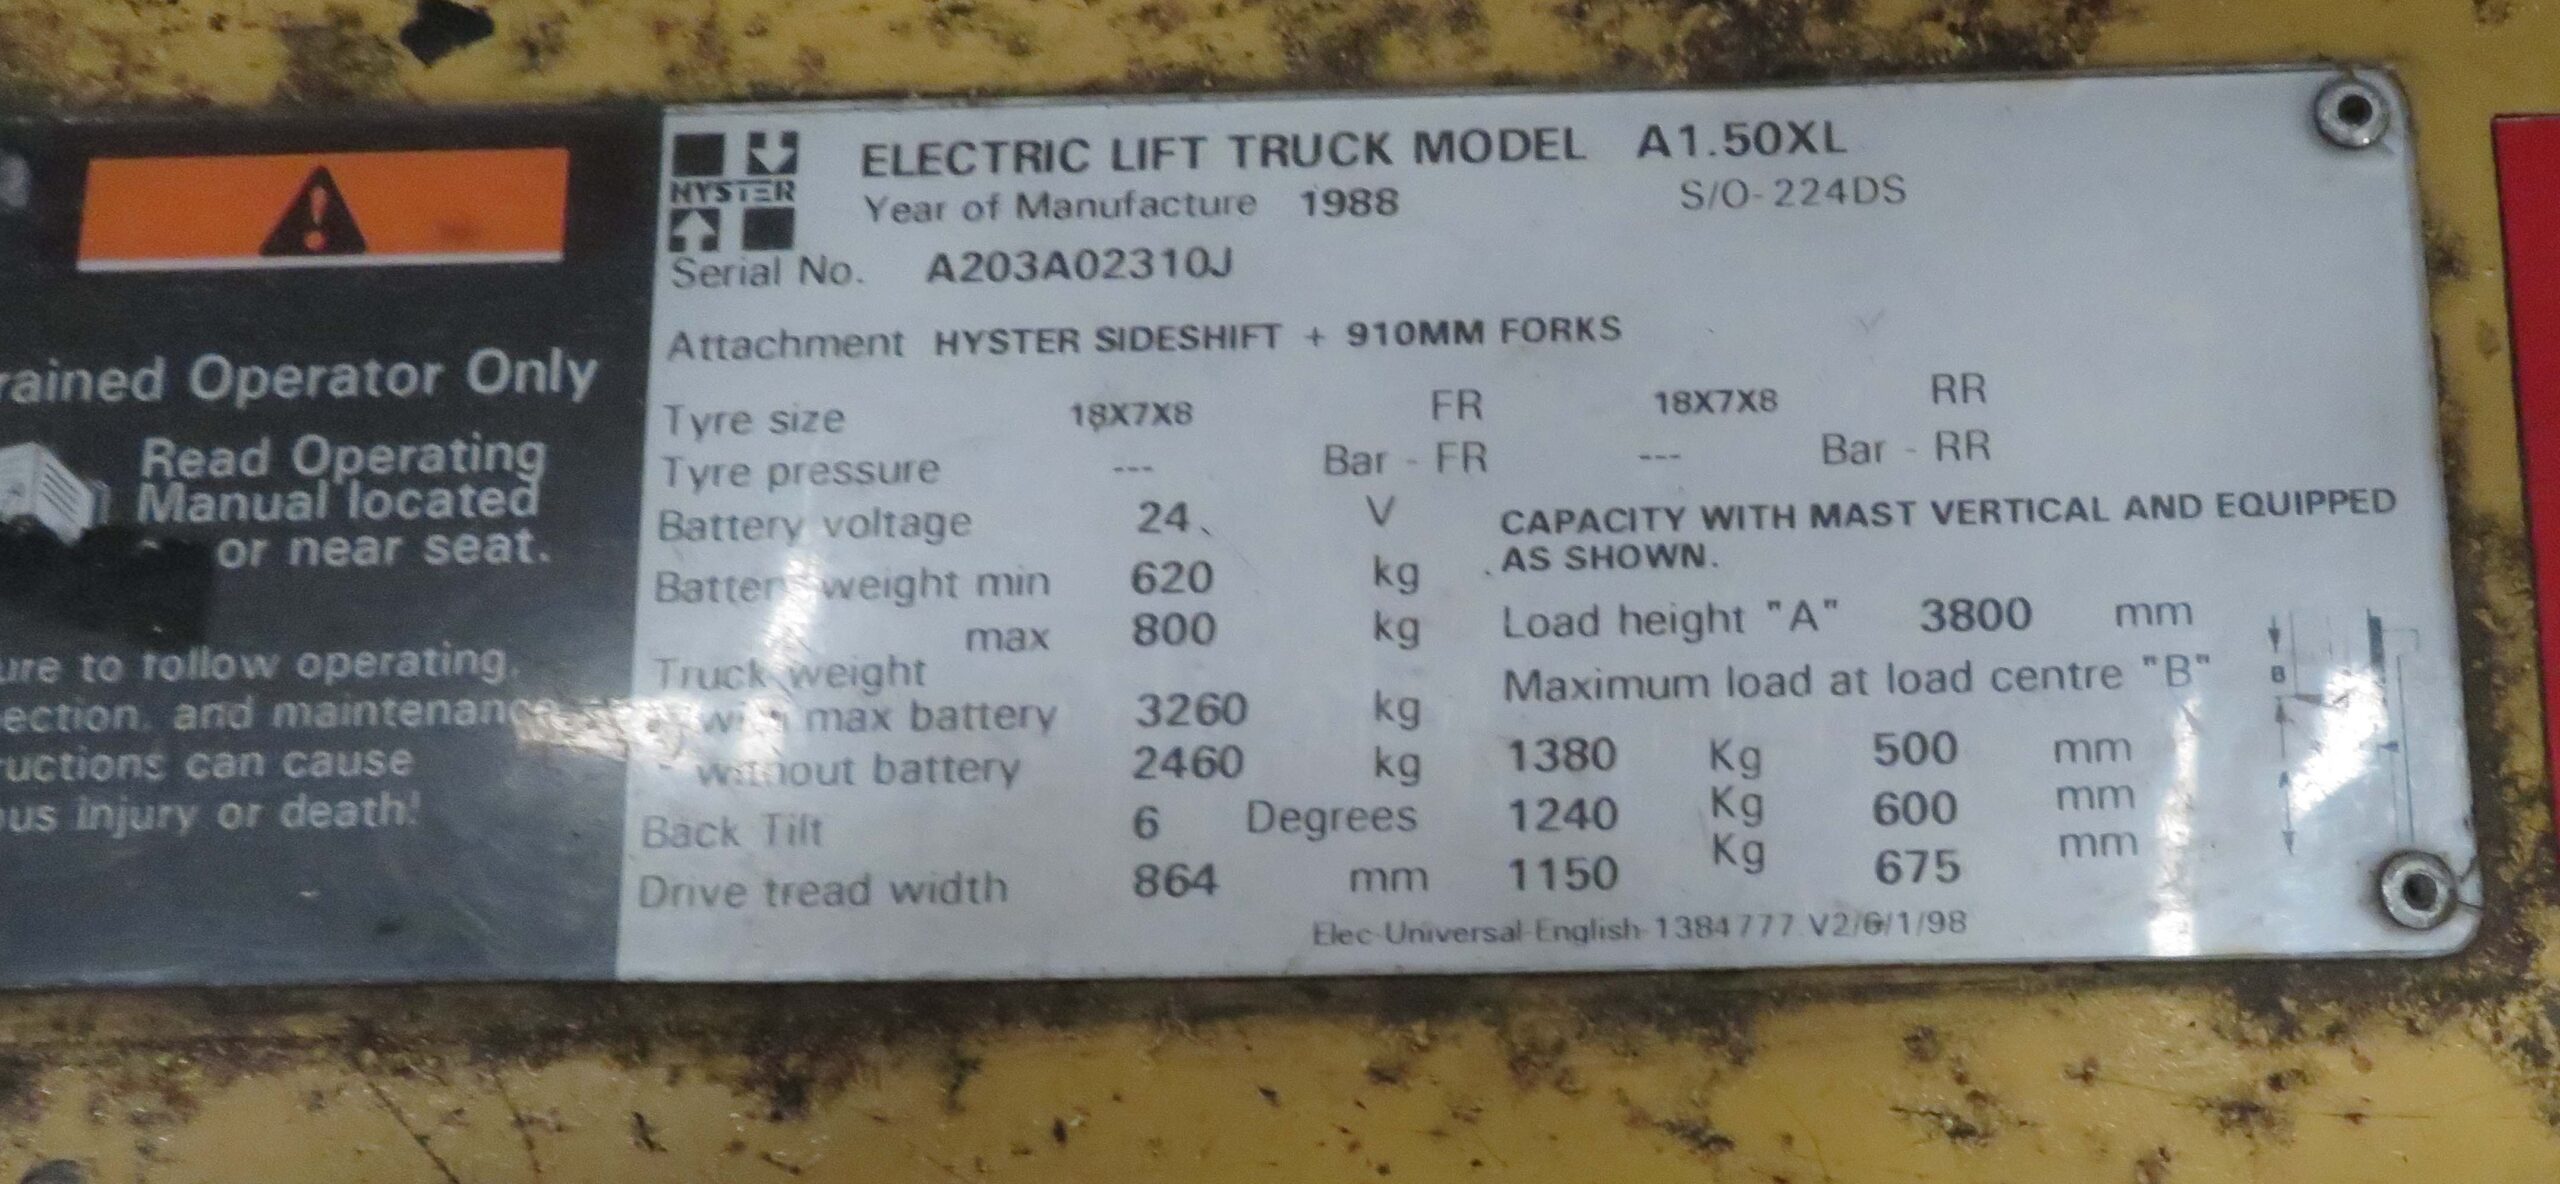 rained Operator Only
Read Operating
Manual located
or near seat.
ure to follow operating,
ection, and maintenanc
uctions can cause
ous injury or death!
HYSTER
ELECTRIC LIFT TRUCK MODEL A1.50XL
Year of Manufacture 1988 S/O-224DS
Serial No. A203A02310J
Attachment HYSTER SIDESHIFT + 910MM FORKS
Tyre size 18X7X8 FR 18X7X8 RR
Tyre pressure --- Bar - FR --- Bar - RR
Battery voltage 24 V
Battery weight min 620 kg
max 800 kg
Truck weight
with max battery 3260 kg
without battery 2460 kg
Back Tilt 6 Degrees
Drive tread width 864 mm
CAPACITY WITH MAST VERTICAL AND EQUIPPED
AS SHOWN.
Load height "A" 3800 mm
Maximum load at load centre "B"
1380 Kg 500 mm
1240 Kg 600 mm
1150 Kg 675 mm
B
Elec-Universal-English-1384777 V2/6/1/98